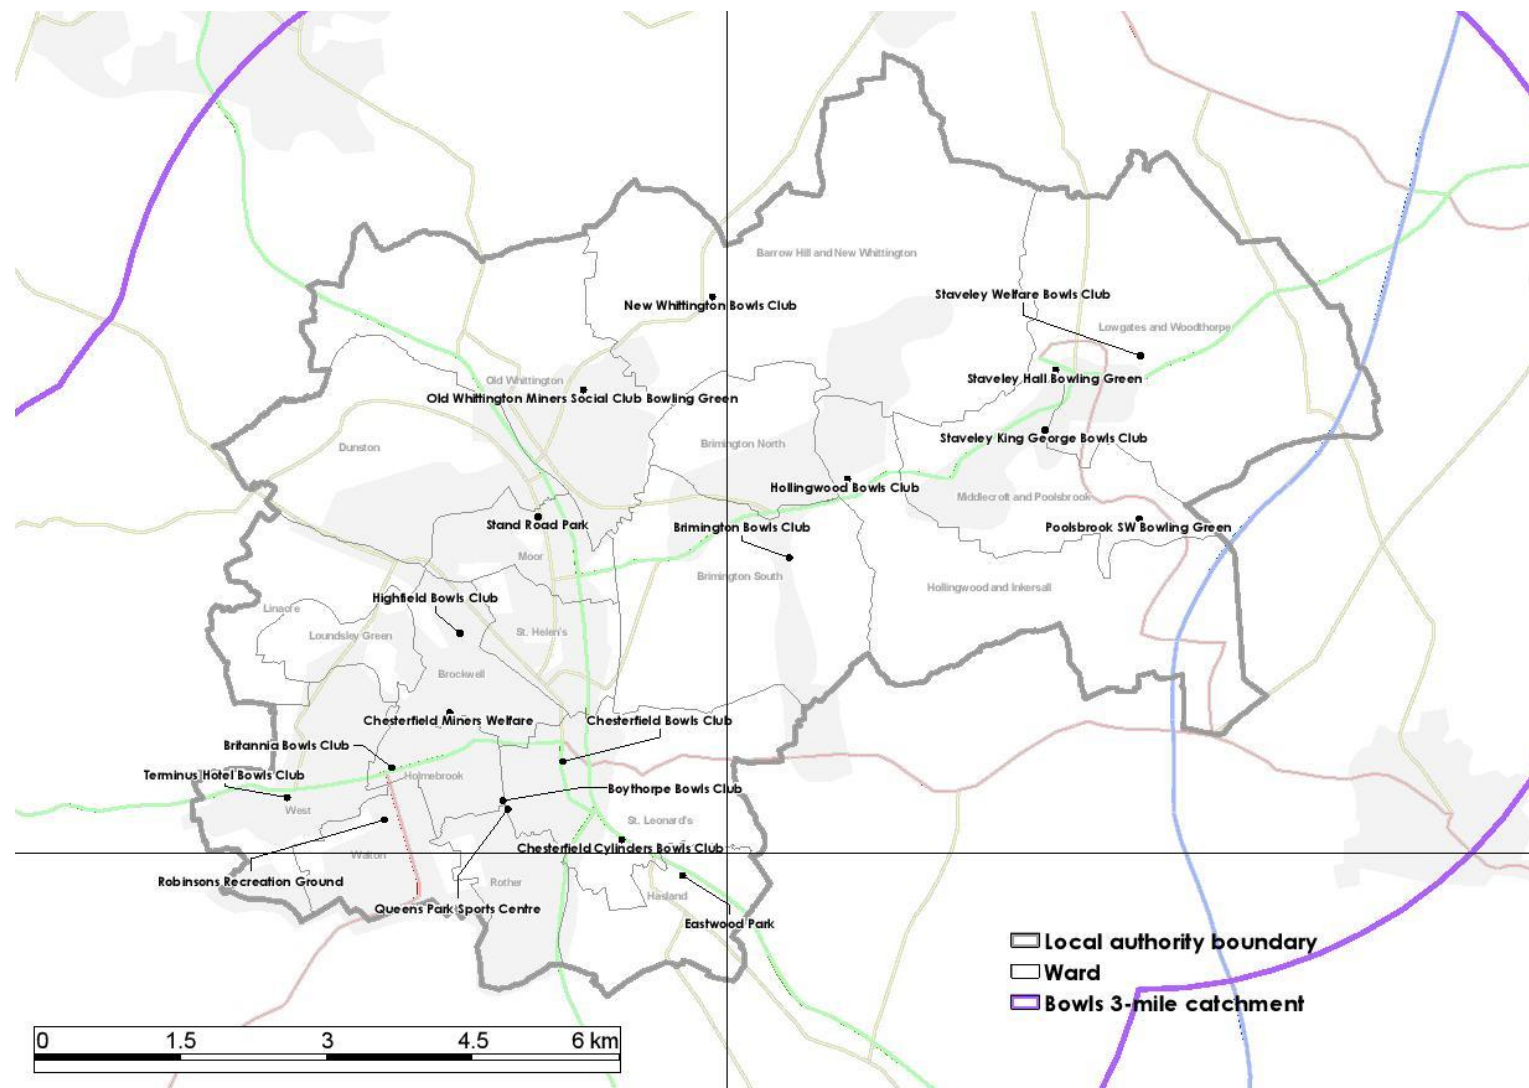 Barrow Hill and New Whittington
Staveley Welfare Bowls Club
New Whittington Bowls Club
Lowgates and Woodthorpe
Old Whittington
Staveley Hall Bowling Green
Old Whittington Miners Social Club Bowling Green
Dunston
Brimington North
Staveley King George Bowls Club
Hollingwood Bowls Club
Middlecroft and Poolsbrook
Stand Road Park
Brimington Bowls Club
Poolsbrook SW Bowling Green
Moor
Brimington South
Hollingwood and Inkersall
Highfield Bowls Club
Linacre
Loundsley Green
St. Helen's
Brockwell
Chesterfield Miners Welfare
Chesterfield Bowls Club
Britannia Bowls Club
Terminus Hotel Bowls Club
Holmebrook
Boythorpe Bowls Club
West
St. Leonard's
Chesterfield Cylinders Bowls Club
Walton
Robinsons Recreation Ground
Rother
Hasland
Queens Park Sports Centre
Eastwood Park
Local authority boundary
Ward
Bowls 3-mile catchment
0 1.5 3 4.5 6 km